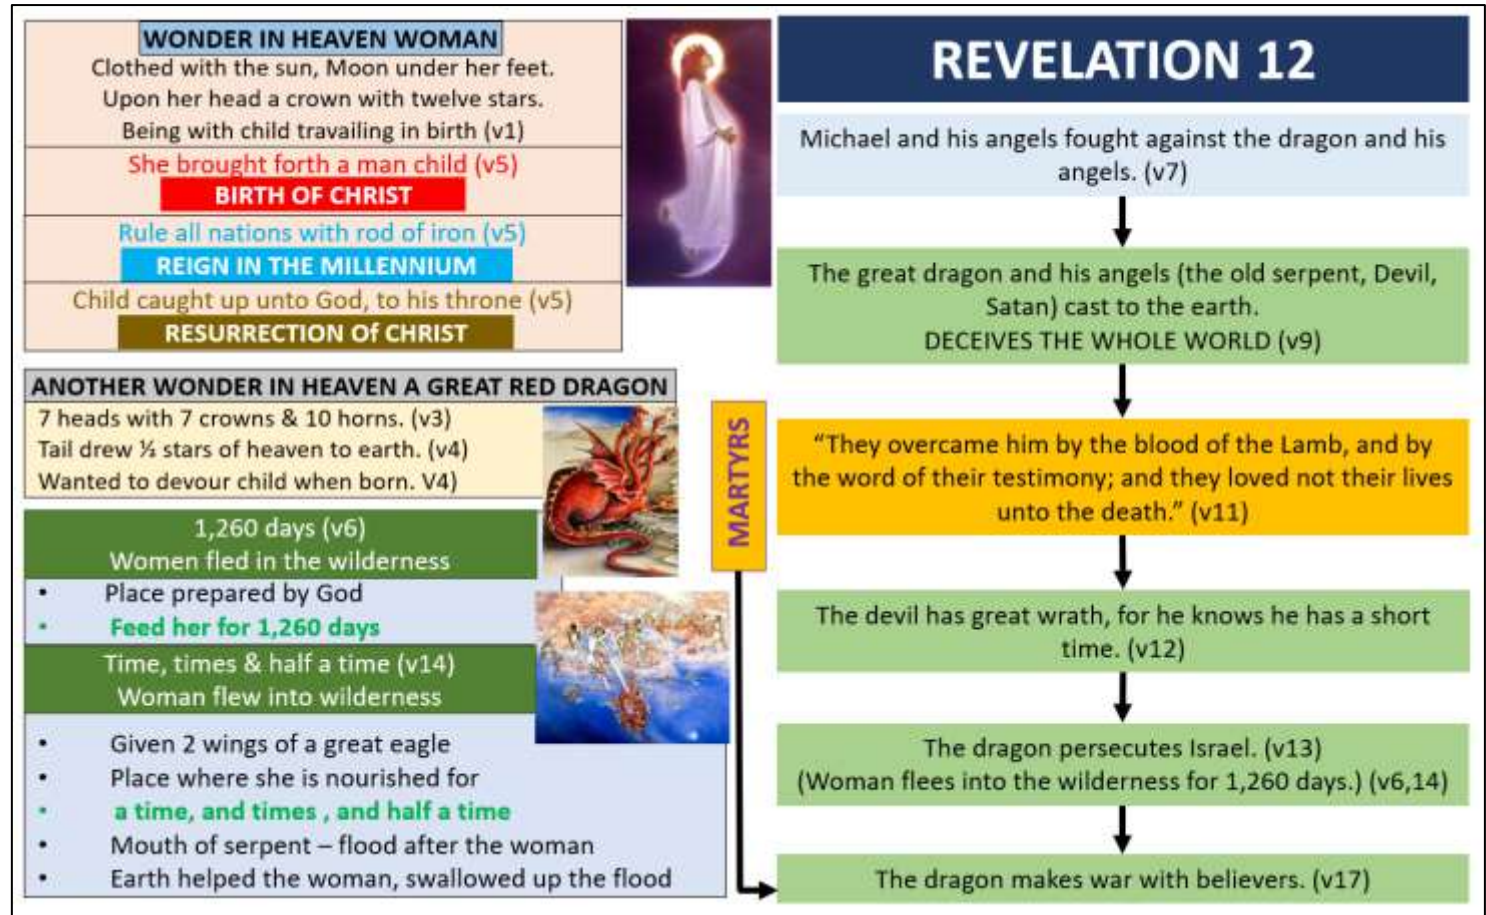 WONDER IN HEAVEN WOMAN
Clothed with the sun, Moon under her feet.
Upon her head a crown with twelve stars.
Being with child travailing in birth (v1)
She brought forth a man child (v5)
BIRTH OF CHRIST
Rule all nations with rod of iron (v5)
REIGN IN THE MILLENNIUM
Child caught up unto God, to his throne (v5)
RESURRECTION Of CHRIST
ANOTHER WONDER IN HEAVEN A GREAT RED DRAGON
7 heads with 7 crowns & 10 horns. (v3)
Tail drew ⅓ stars of heaven to earth. (v4)
Wanted to devour child when born. V4)
1,260 days (v6)
Women fled in the wilderness
• Place prepared by God
• Feed her for 1,260 days
Time, times & half a time (v14)
Woman flew into wilderness
• Given 2 wings of a great eagle
• Place where she is nourished for
• a time, and times , and half a time
• Mouth of serpent – flood after the woman
• Earth helped the woman, swallowed up the flood
MARTYRS
REVELATION 12
Michael and his angels fought against the dragon and his
angels. (v7)
The great dragon and his angels (the old serpent, Devil,
Satan) cast to the earth.
DECEIVES THE WHOLE WORLD (v9)
“They overcame him by the blood of the Lamb, and by
the word of their testimony; and they loved not their lives
unto the death.” (v11)
The devil has great wrath, for he knows he has a short
time. (v12)
The dragon persecutes Israel. (v13)
(Woman flees into the wilderness for 1,260 days.) (v6,14)
The dragon makes war with believers. (v17)